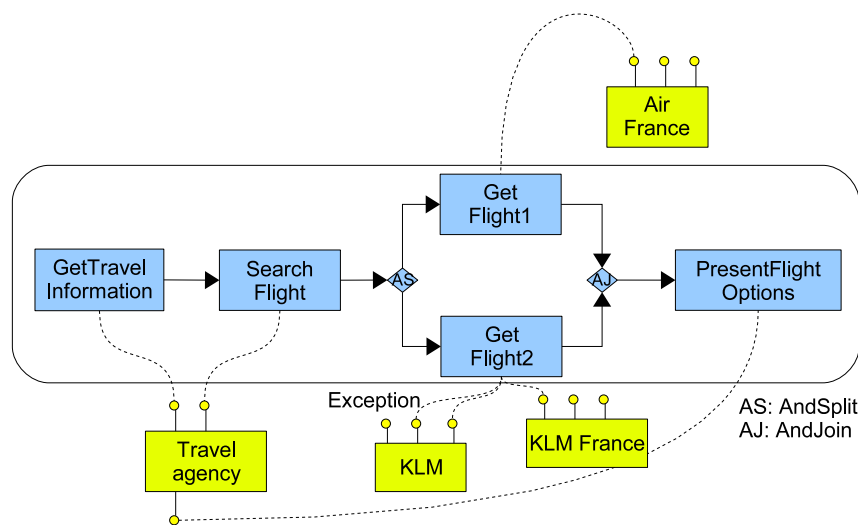 Air
France
Get
Flight1
GetTravel
Information
Search
Flight
AS
AJ
PresentFlight
Options
Get
Flight2
Exception
AS: AndSplit
AJ: AndJoin
Travel
agency
KLM
KLM France